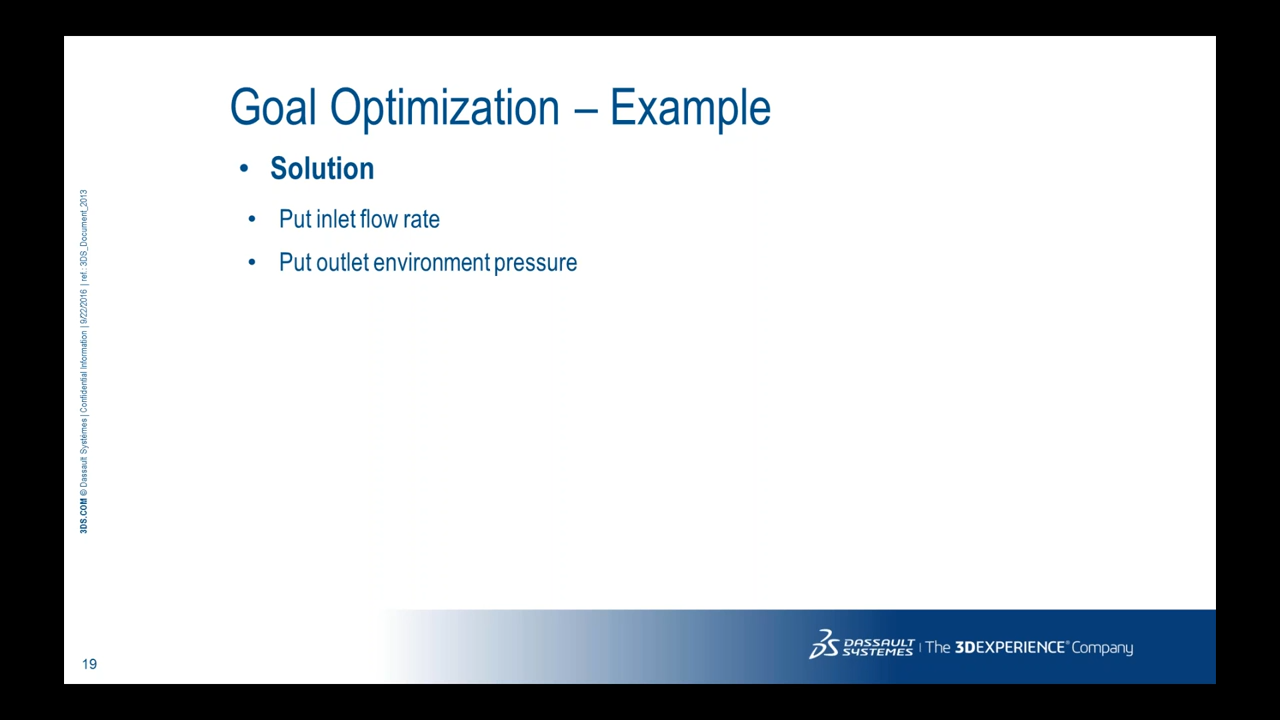 Goal Optimization – Example
• Solution
• Put inlet flow rate
• Put outlet environment pressure
3DS.COM © Dassault Systèmes | Confidential Information | 9/22/2016 | ref.: 3DS_Document_2013
19
DASSAULT SYSTEMES | The 3DEXPERIENCE® Company